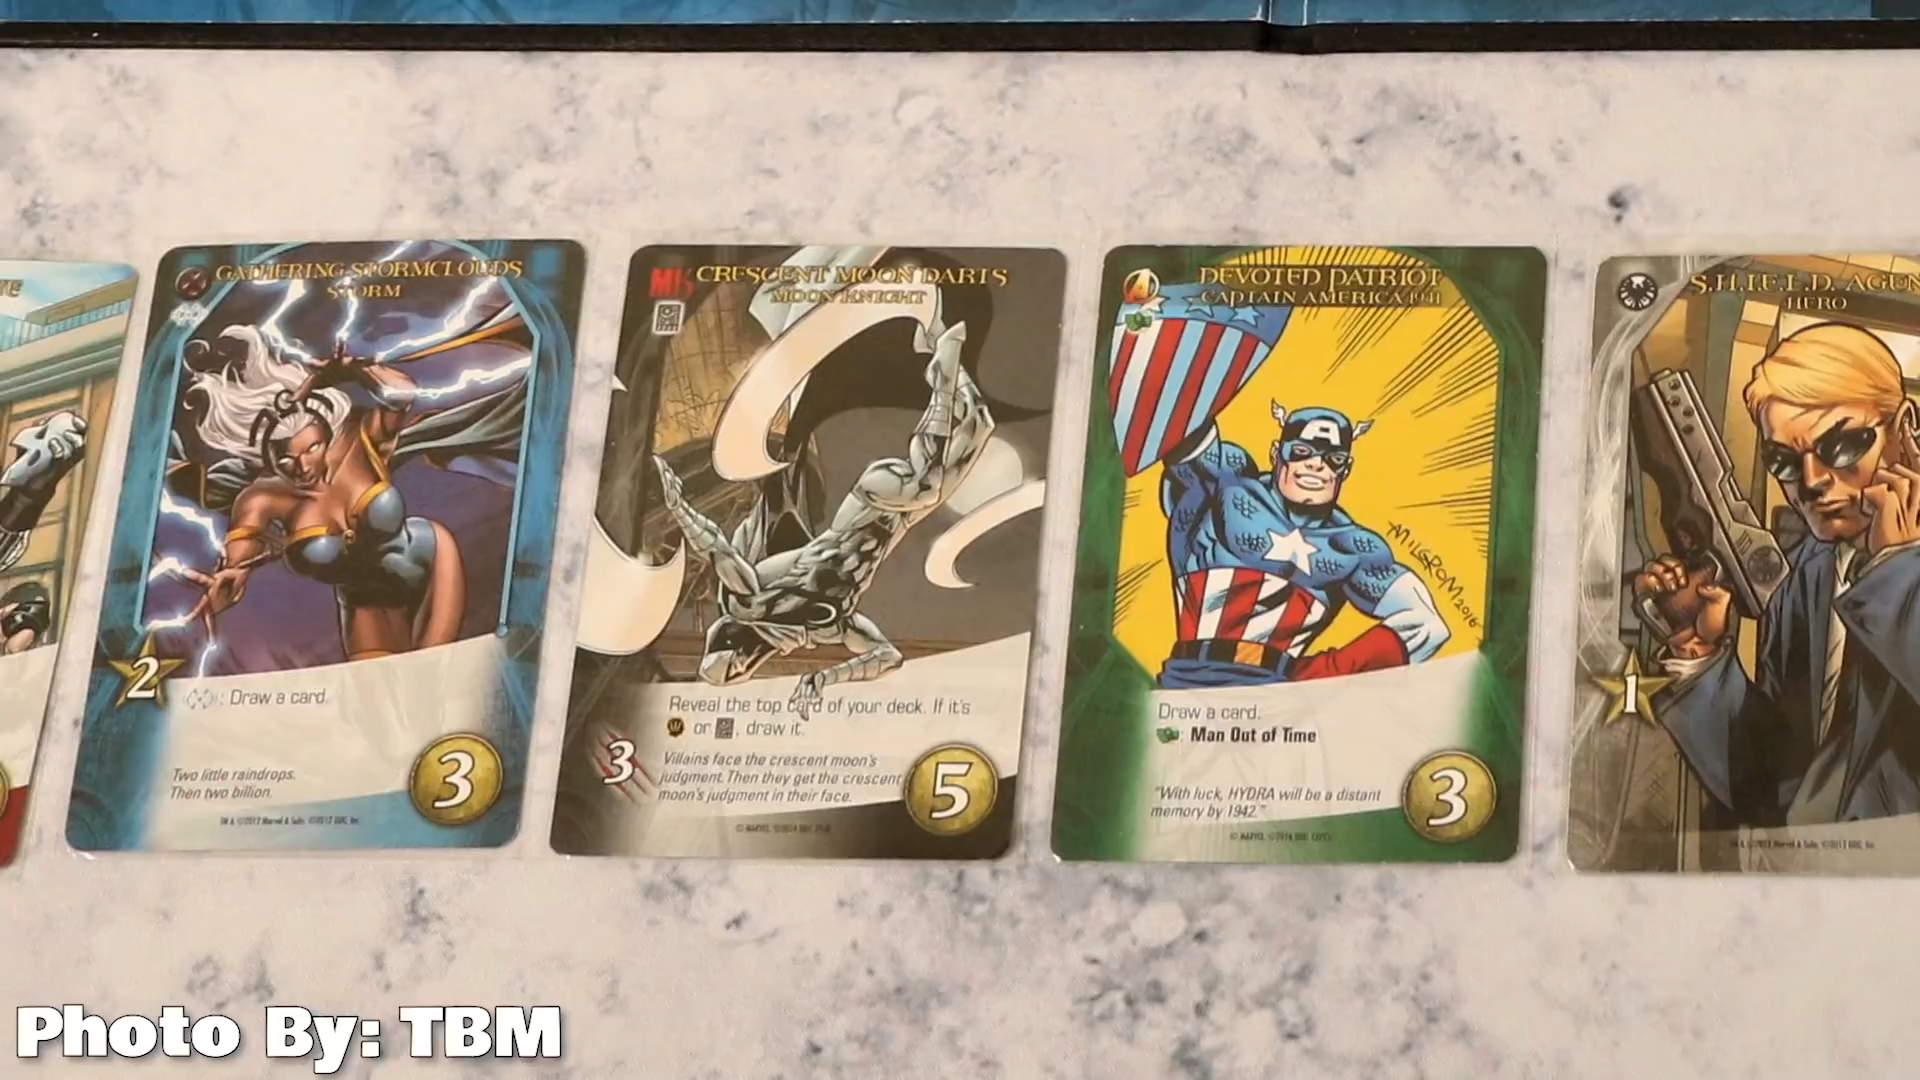 GATHERING STORMCLOUDS
STORM
2
: Draw a card.
Two little raindrops.
Then two billion.
3
MK
CRESCENT MOON DARTS
MOON KNIGHT
Reveal the top card of your deck. If it's
or , draw it.
3
Villains face the crescent moon's
judgment. Then they get the crescent
moon's judgment in their face.
5
A
DEVOTED PATRIOT
CAPTAIN AMERICA 1941
A
MILGROM 2016
Draw a card.
: Man Out of Time
"With luck, HYDRA will be a distant
memory by 1942."
3
S.H.I.E.L.D. AGEN
HERO
1
Photo By: TBM